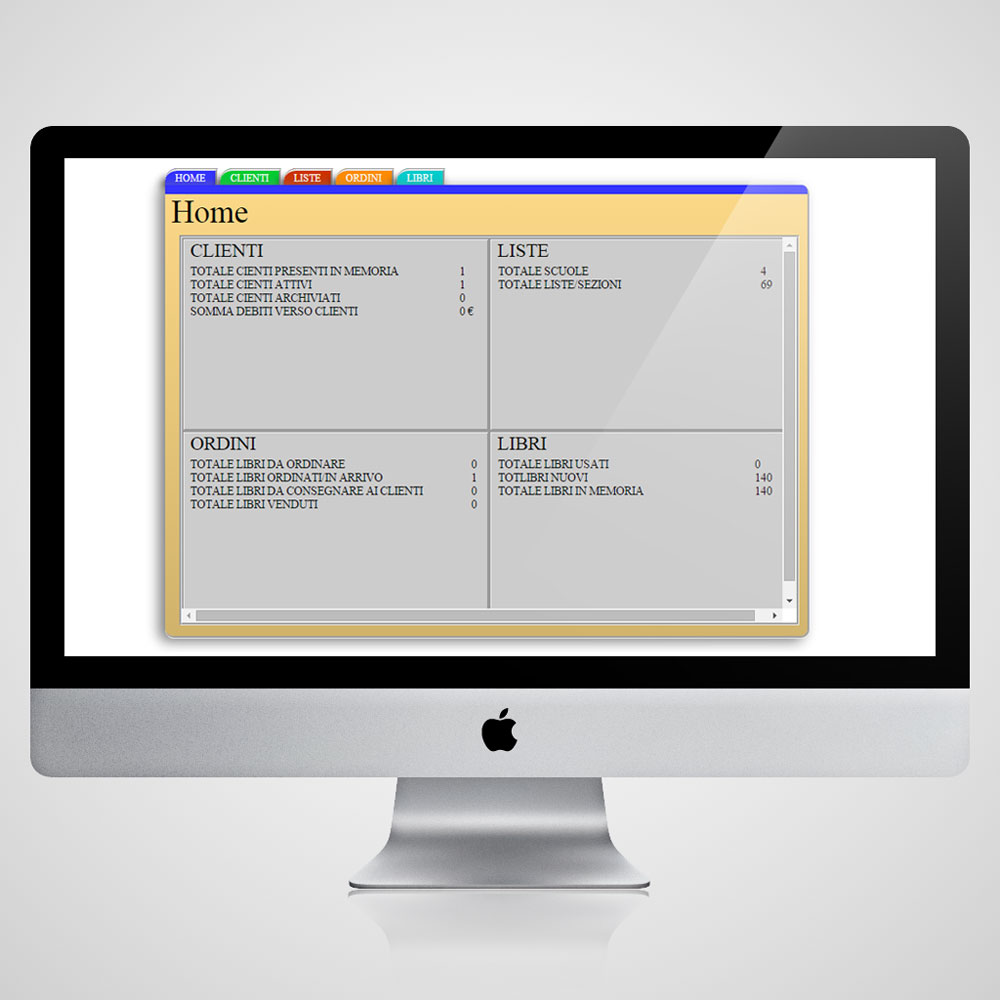 HOME CLIENTI LISTE ORDINI LIBRI
Home
CLIENTI
TOTALE CIENTI PRESENTI IN MEMORIA 1
TOTALE CIENTI ATTIVI 1
TOTALE CIENTI ARCHIVIATI 0
SOMMA DEBITI VERSO CLIENTI 0 €
LISTE
TOTALE SCUOLE 4
TOTALE LISTE/SEZIONI 69
ORDINI
TOTALE LIBRI DA ORDINARE 0
TOTALE LIBRI ORDINATI/IN ARRIVO 1
TOTALE LIBRI DA CONSEGNARE AI CLIENTI 0
TOTALE LIBRI VENDUTI 0
LIBRI
TOTALE LIBRI USATI 0
TOTLIBRI NUOVI 140
TOTALE LIBRI IN MEMORIA 140